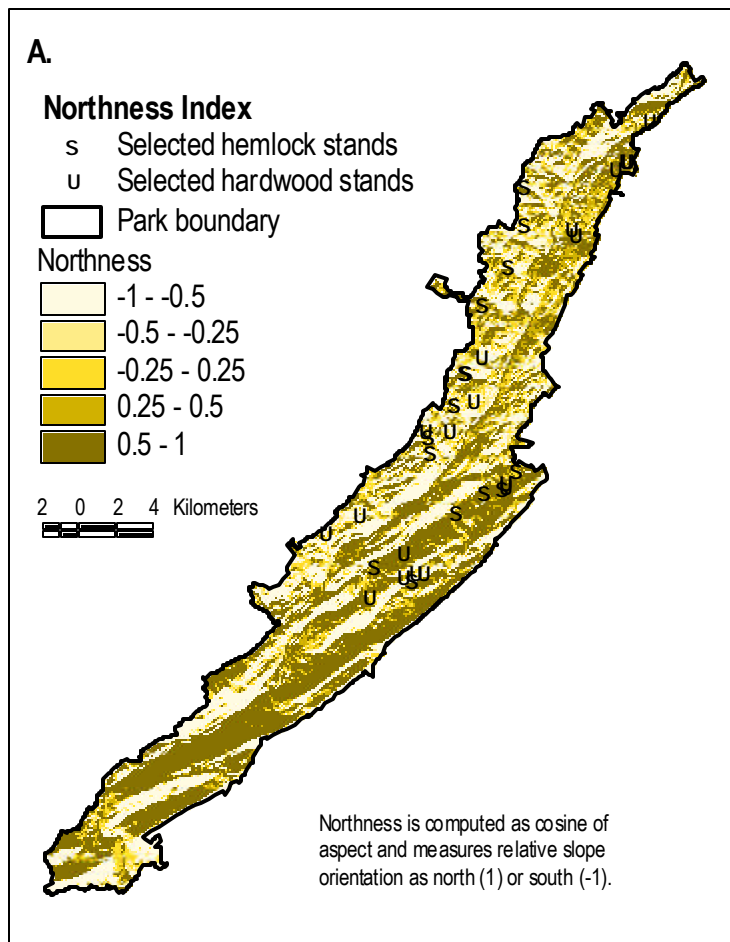 A.
Northness Index
S Selected hemlock stands
U Selected hardwood stands
Park boundary
Northness
-1 - -0.5
-0.5 - -0.25
-0.25 - 0.25
0.25 - 0.5
0.5 - 1
2 0 2 4 Kilometers
Northness is computed as cosine of
aspect and measures relative slope
orientation as north (1) or south (-1).